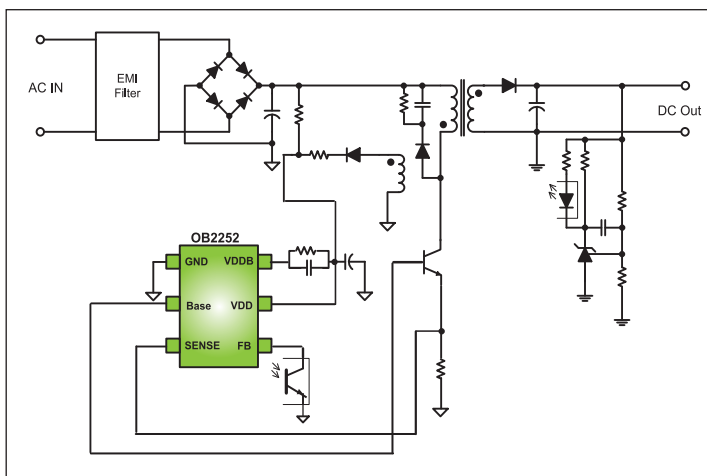 AC IN
EMI
Filter
DC Out
OB2252
GND VDDB
Base VDD
SENSE FB